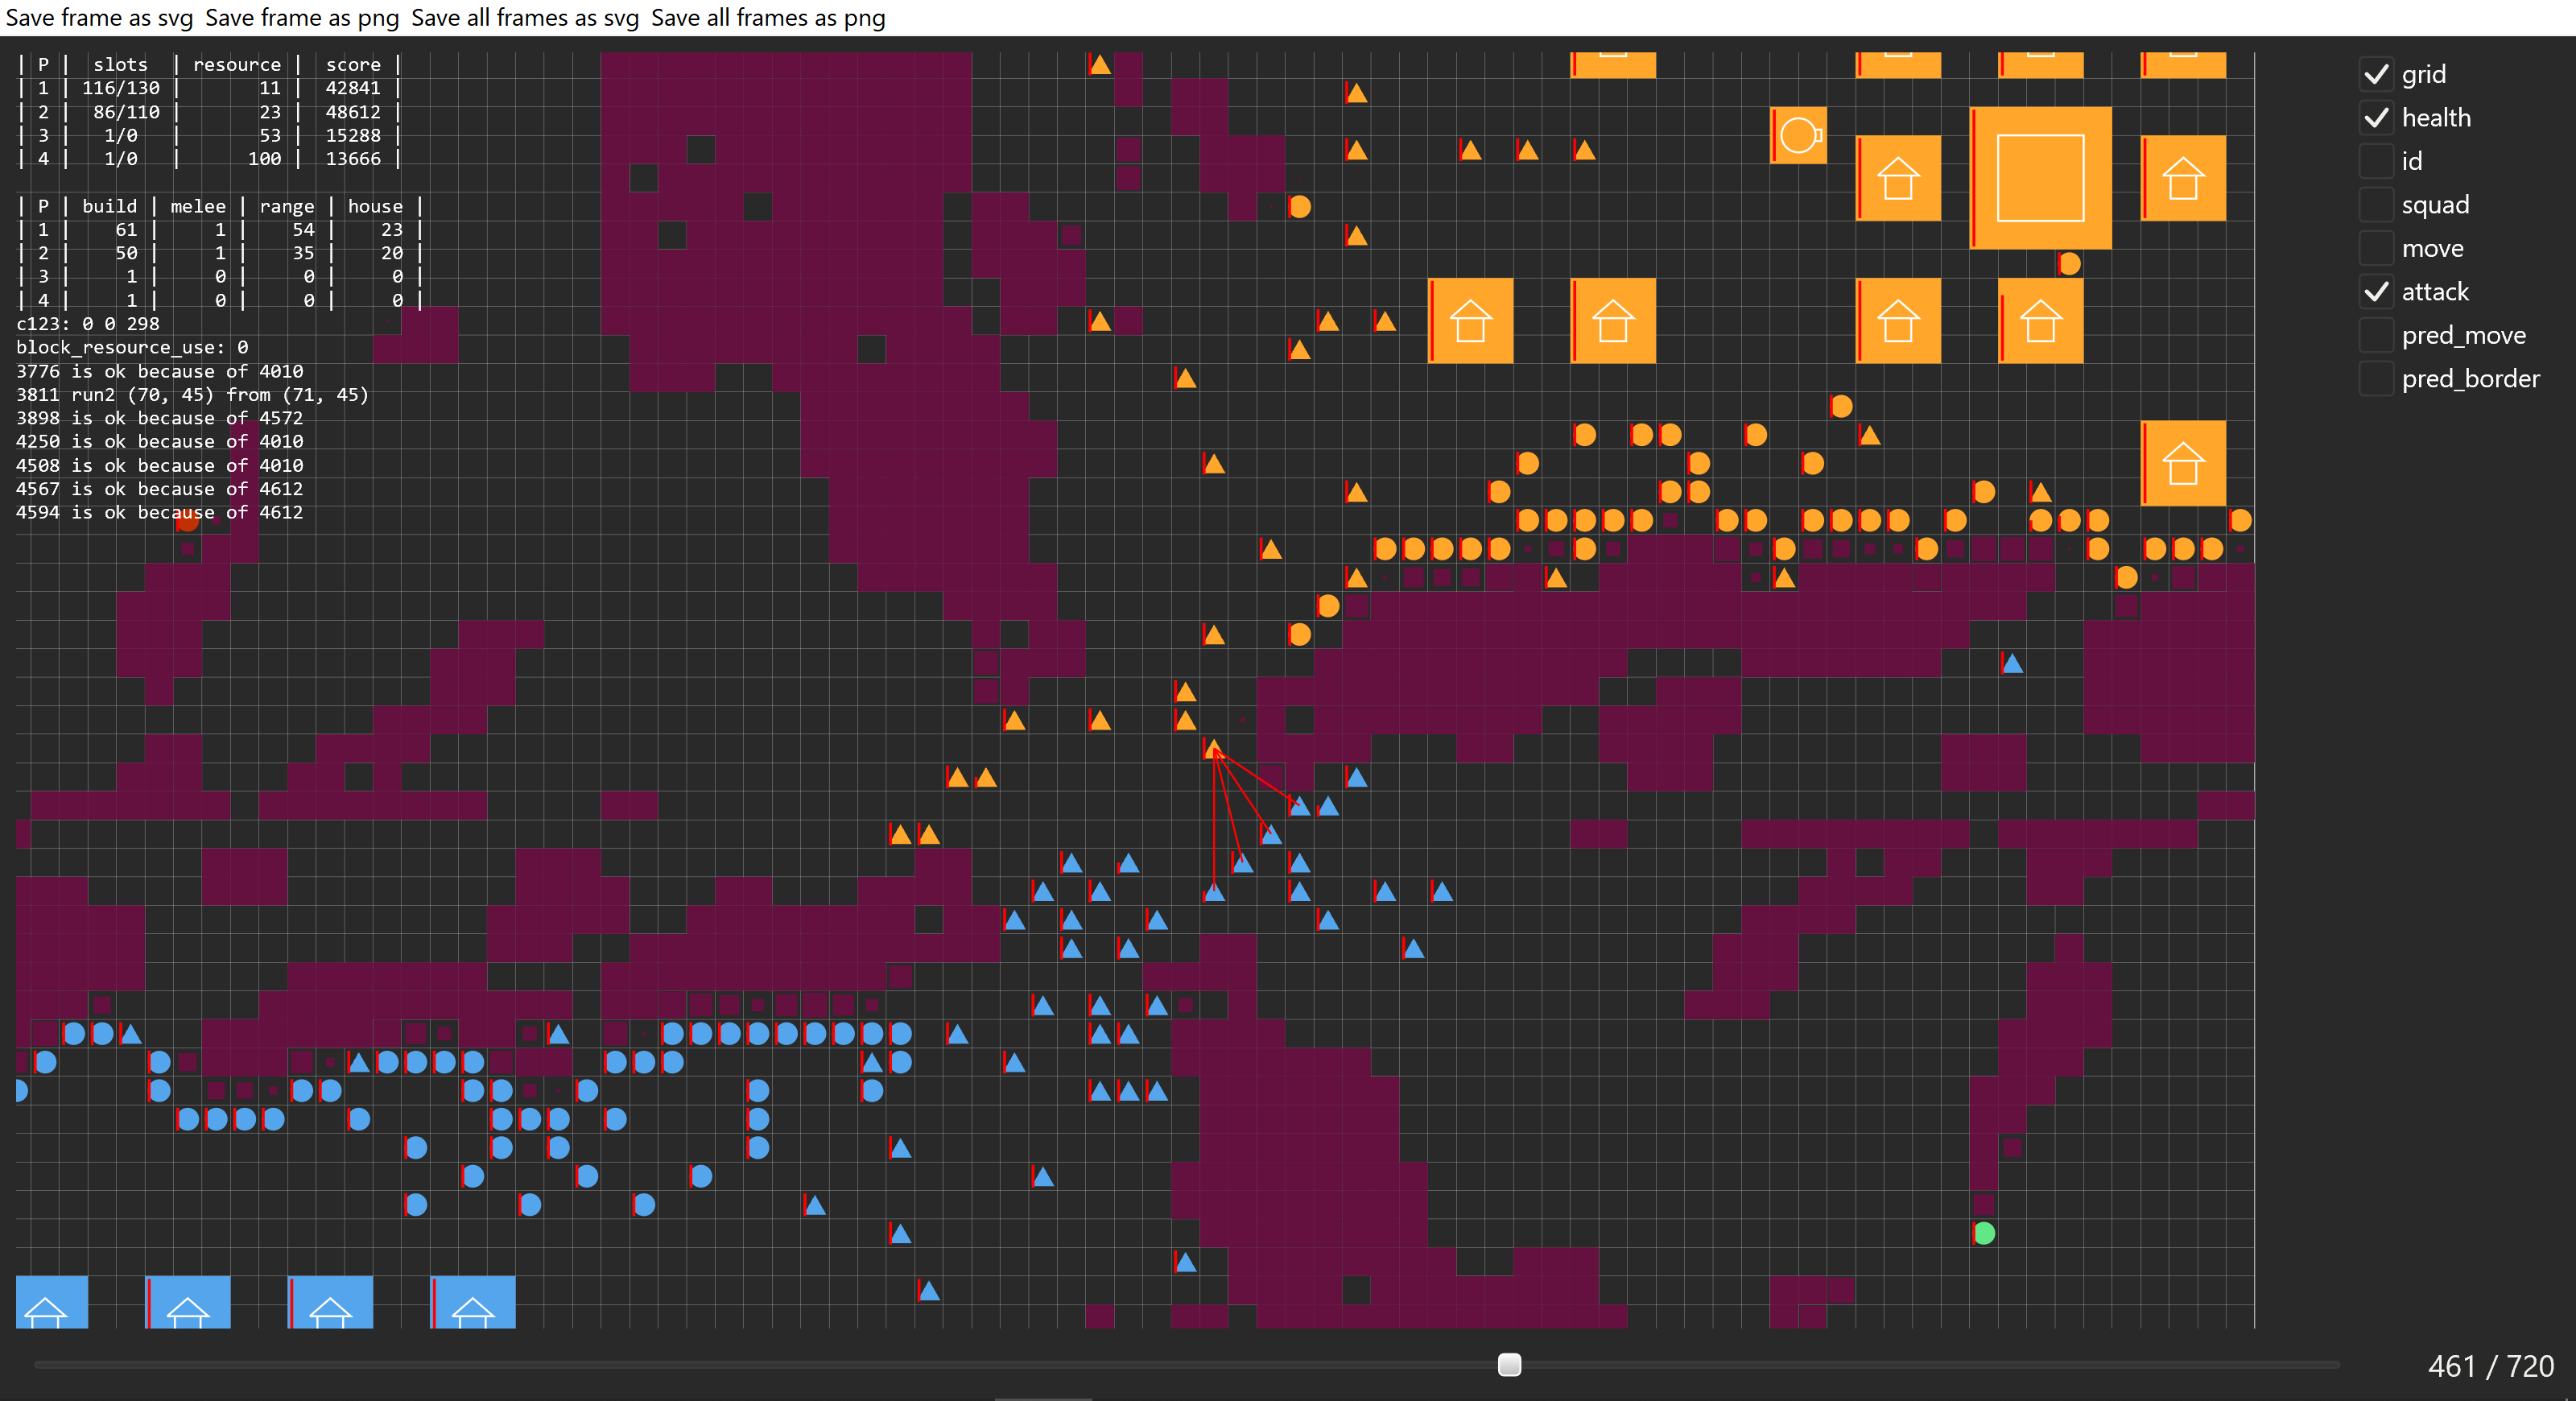 Save frame as svg  Save frame as png  Save all frames as svg  Save all frames as png
| P |  slots  | resource |  score |
| 1 | 116/130 |       11 |  42841 |
| 2 |  86/110 |       23 |  48612 |
| 3 |   1/0   |       53 |  15288 |
| 4 |   1/0   |      100 |  13666 |
| P | build | melee | range | house |
| 1 |    61 |     1 |    54 |    23 |
| 2 |    50 |     1 |    35 |    20 |
| 3 |     1 |     0 |     0 |     0 |
| 4 |     1 |     0 |     0 |     0 |
c123: 0 0 298
block_resource_use: 0
3776 is ok because of 4010
3811 run2 (70, 45) from (71, 45)
3898 is ok because of 4572
4250 is ok because of 4010
4508 is ok because of 4010
4567 is ok because of 4612
4594 is ok because of 4612
grid
health
id
squad
move
attack
pred_move
pred_border
461 / 720